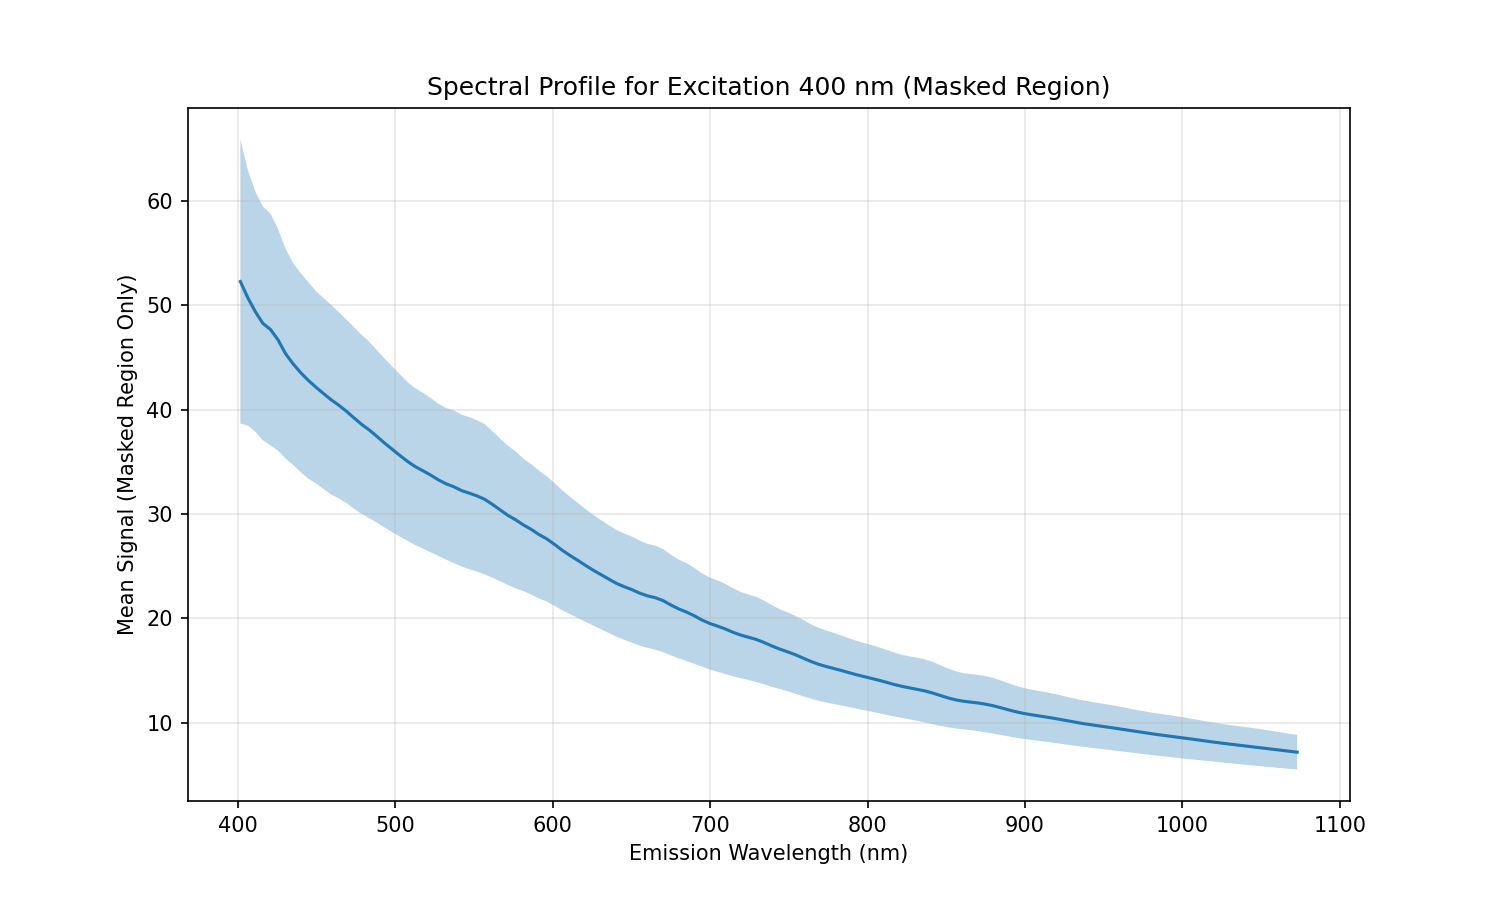 Spectral Profile for Excitation 400 nm (Masked Region)
Mean Signal (Masked Region Only)
60
50
40
30
20
10
400 500 600 700 800 900 1000 1100
Emission Wavelength (nm)